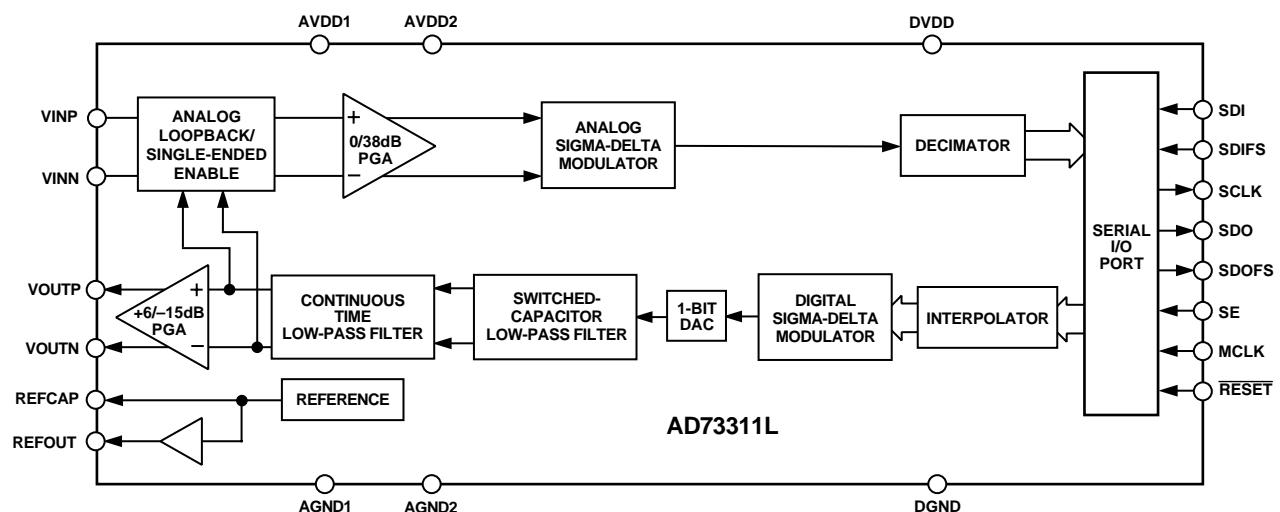 AVDD1
AVDD2
DVDD
VINP
VINN
ANALOG
LOOPBACK/
SINGLE-ENDED
ENABLE
+
0/38dB
PGA
–
ANALOG
SIGMA-DELTA
MODULATOR
DECIMATOR
SERIAL
I/O
PORT
SDI
SDIFS
SCLK
SDO
SDOFS
SE
MCLK
RESET
VOUTP
VOUTN
+
+6/–15dB
PGA
–
CONTINUOUS
TIME
LOW-PASS FILTER
SWITCHED-
CAPACITOR
LOW-PASS FILTER
1-BIT
DAC
DIGITAL
SIGMA-DELTA
MODULATOR
INTERPOLATOR
REFCAP
REFOUT
REFERENCE
AD73311L
AGND1
AGND2
DGND